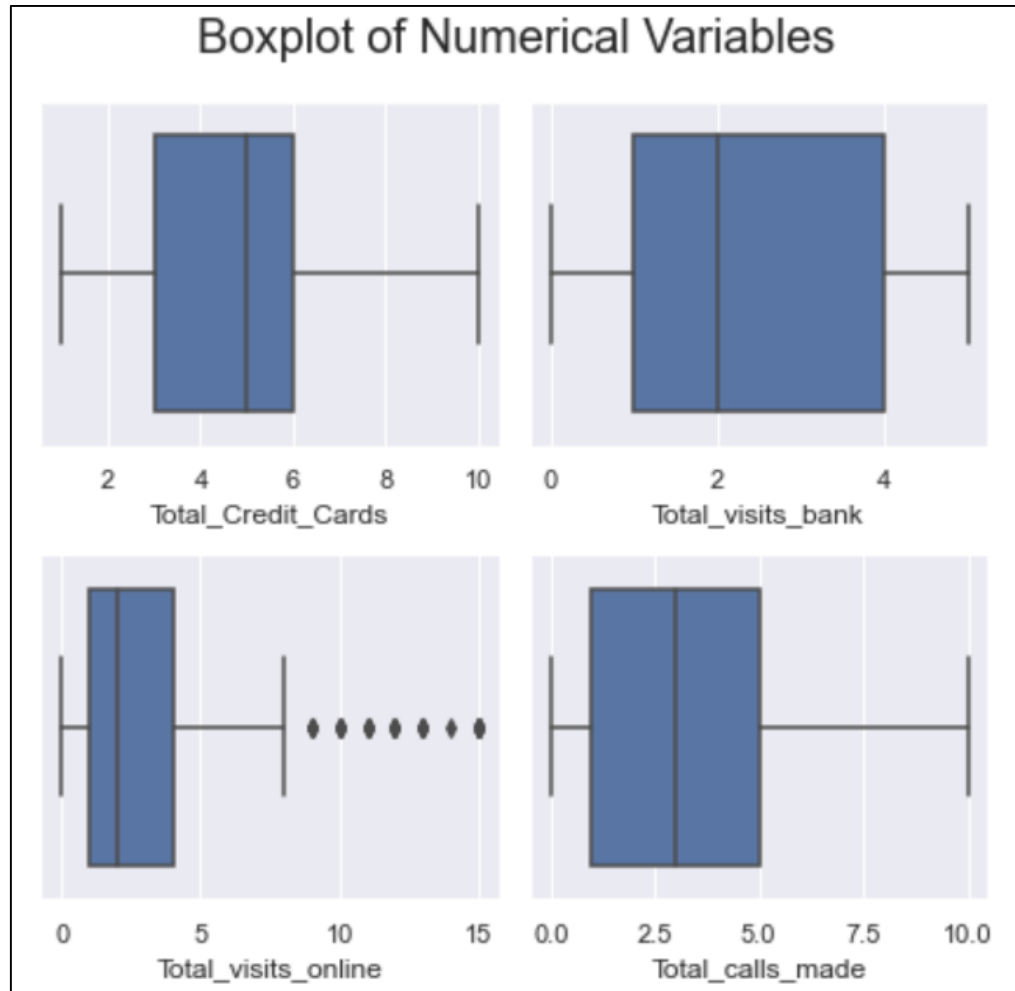 Boxplot of Numerical Variables
2 4 6 8 10
Total_Credit_Cards
0 2 4
Total_visits_bank
0 5 10 15
Total_visits_online
0.0 2.5 5.0 7.5 10.0
Total_calls_made